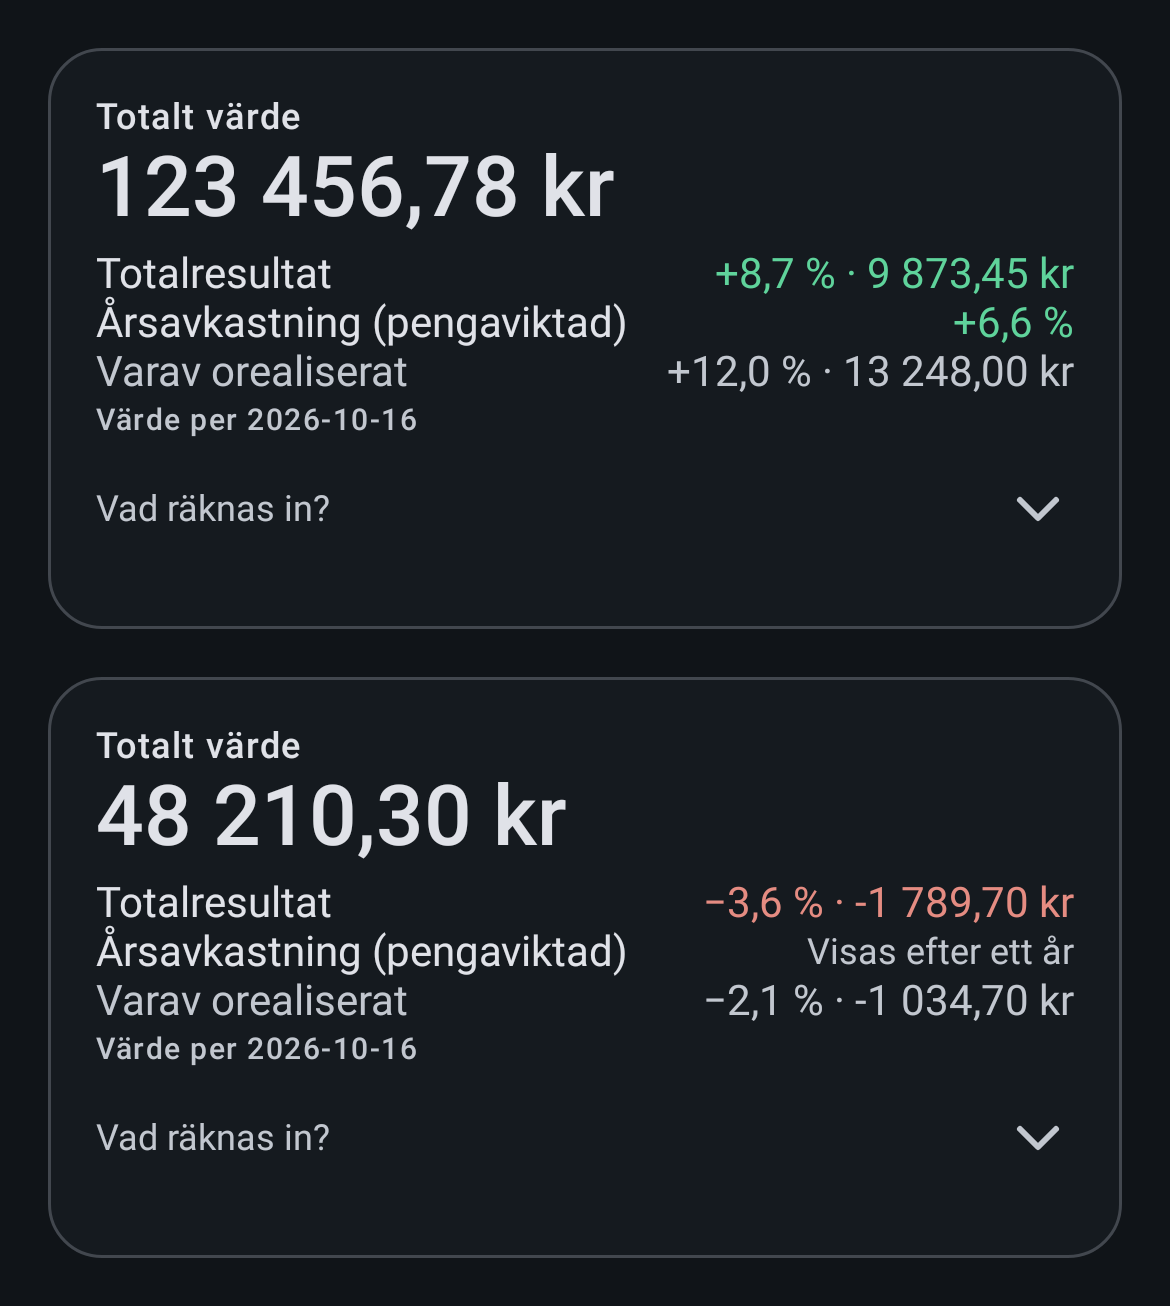 Totalt värde
123 456,78 kr
Totalresultat +8,7 % · 9 873,45 kr
Årsavkastning (pengaviktad) +6,6 %
Varav orealiserat +12,0 % · 13 248,00 kr
Värde per 2026-10-16
Vad räknas in?
Totalt värde
48 210,30 kr
Totalresultat −3,6 % · -1 789,70 kr
Årsavkastning (pengaviktad) Visas efter ett år
Varav orealiserat −2,1 % · -1 034,70 kr
Värde per 2026-10-16
Vad räknas in?